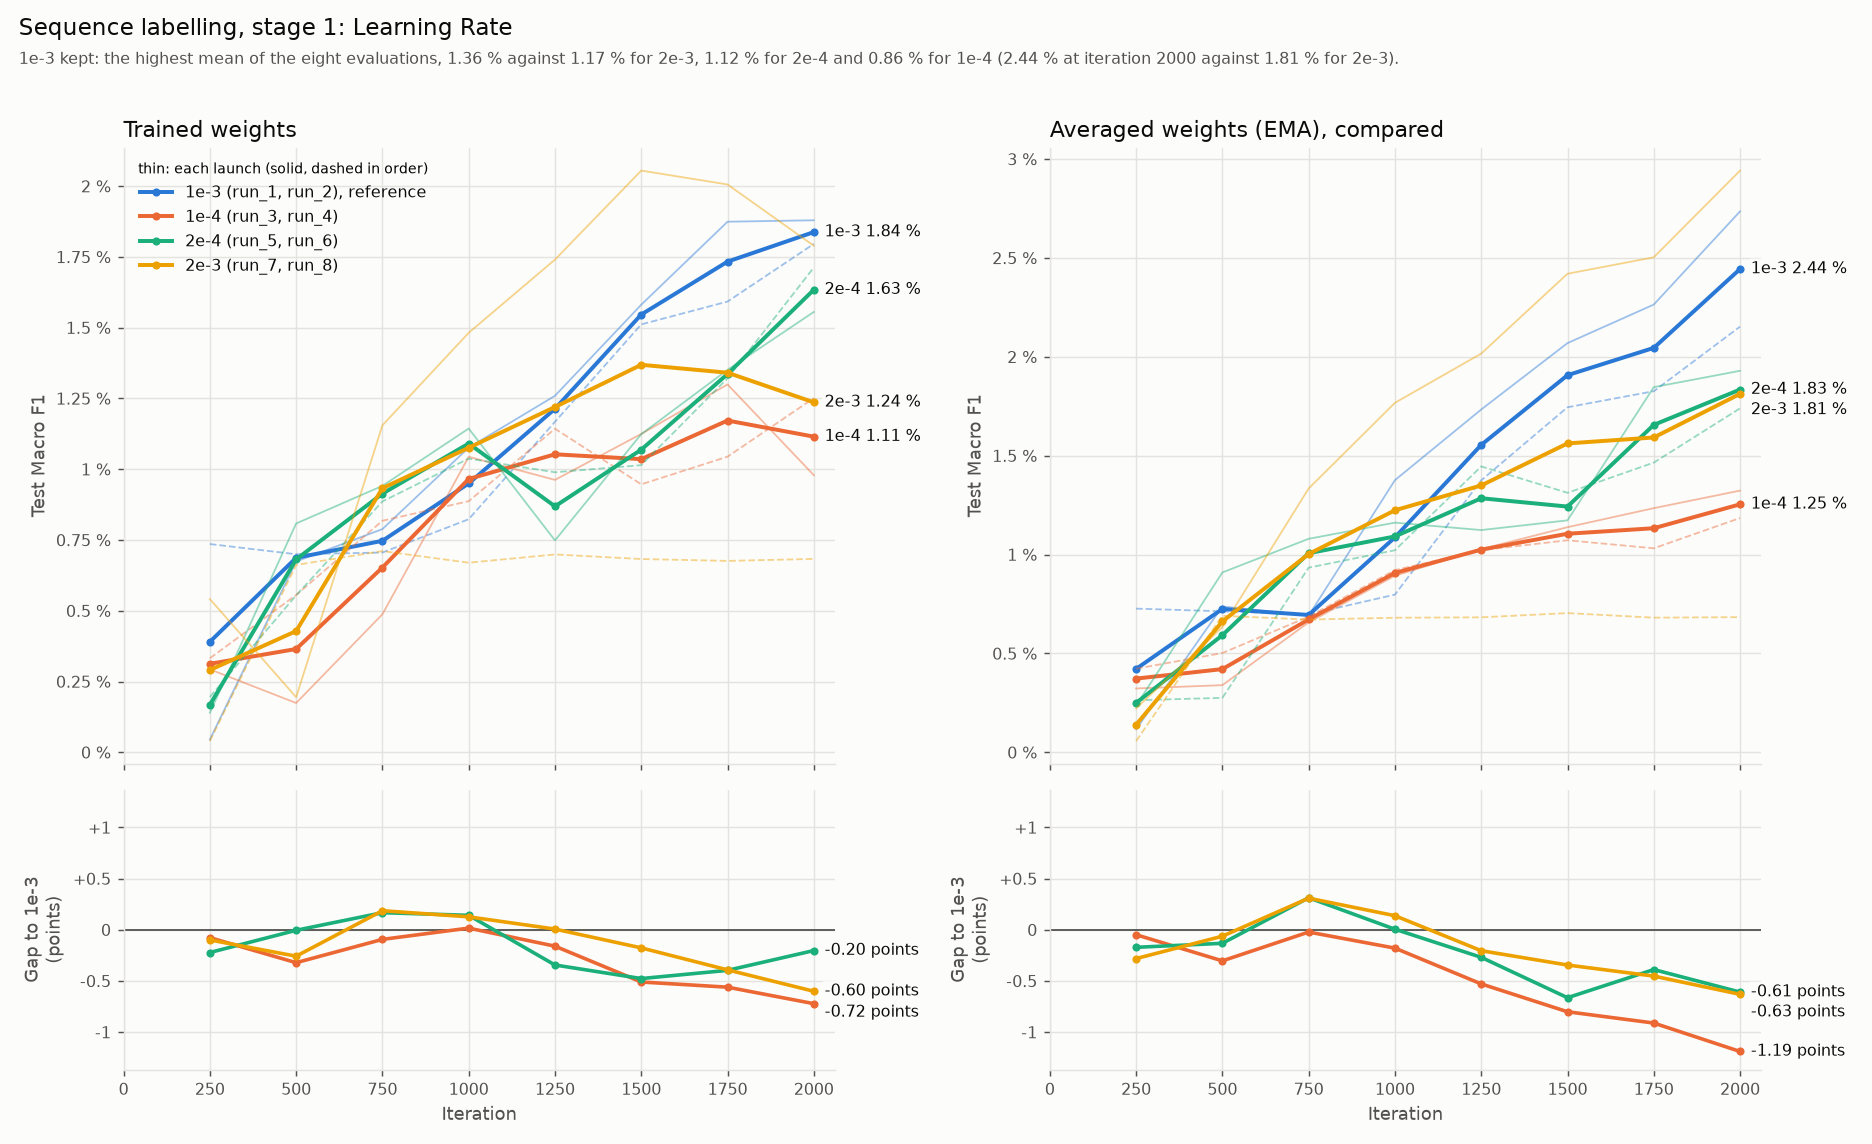 Sequence labelling, stage 1: Learning Rate
1e-3 kept: the highest mean of the eight evaluations, 1.36 % against 1.17 % for 2e-3, 1.12 % for 2e-4 and 0.86 % for 1e-4 (2.44 % at iteration 2000 against 1.81 % for 2e-3).
Trained weights
thin: each launch (solid, dashed in order)
1e-3 (run_1, run_2), reference
1e-4 (run_3, run_4)
2e-4 (run_5, run_6)
2e-3 (run_7, run_8)
2 %
1.75 %
1.5 %
1.25 %
1 %
0.75 %
0.5 %
0.25 %
0 %
Test Macro F1
1e-3 1.84 %
2e-4 1.63 %
2e-3 1.24 %
1e-4 1.11 %
+1
+0.5
0
-0.5
-1
Gap to 1e-3
(points)
-0.20 points
-0.60 points
-0.72 points
0 250 500 750 1000 1250 1500 1750 2000
Iteration
Averaged weights (EMA), compared
3 %
2.5 %
2 %
1.5 %
1 %
0.5 %
0 %
Test Macro F1
1e-3 2.44 %
2e-4 1.83 %
2e-3 1.81 %
1e-4 1.25 %
+1
+0.5
0
-0.5
-1
Gap to 1e-3
(points)
-0.61 points
-0.63 points
-1.19 points
0 250 500 750 1000 1250 1500 1750 2000
Iteration